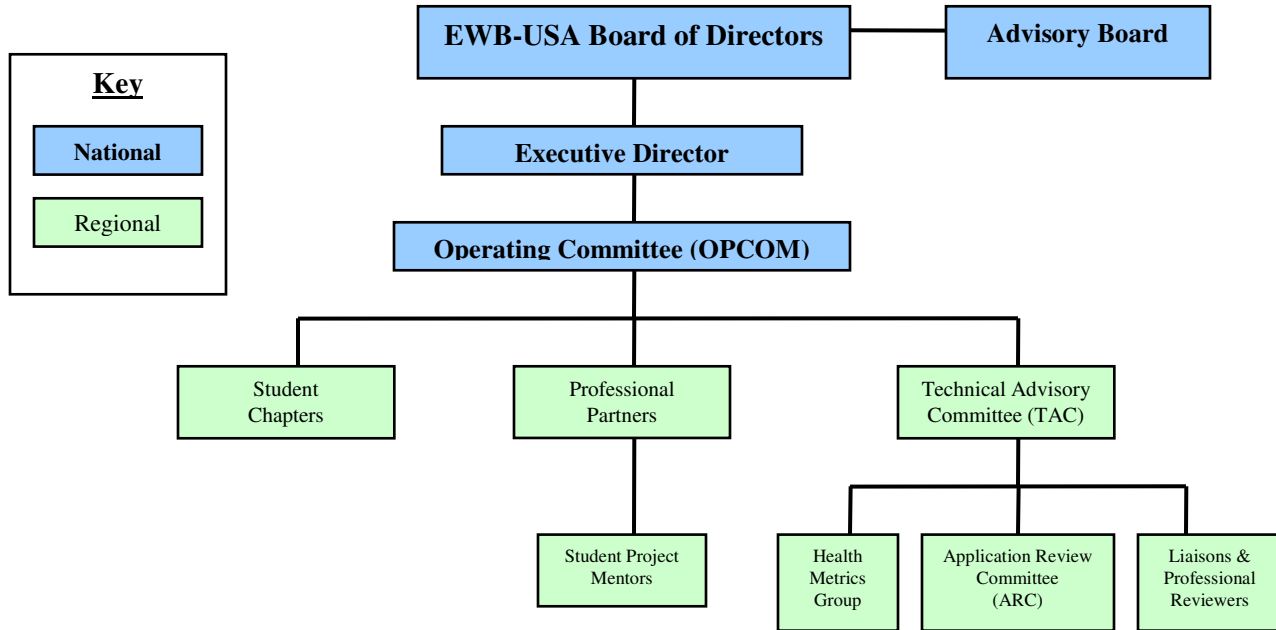 EWB-USA Board of Directors
Advisory Board
Key
National
Regional
Executive Director
Operating Committee (OPCOM)
Student
Chapters
Professional
Partners
Technical Advisory
Committee (TAC)
Student Project
Mentors
Health
Metrics
Group
Application Review
Committee
(ARC)
Liaisons &
Professional
Reviewers